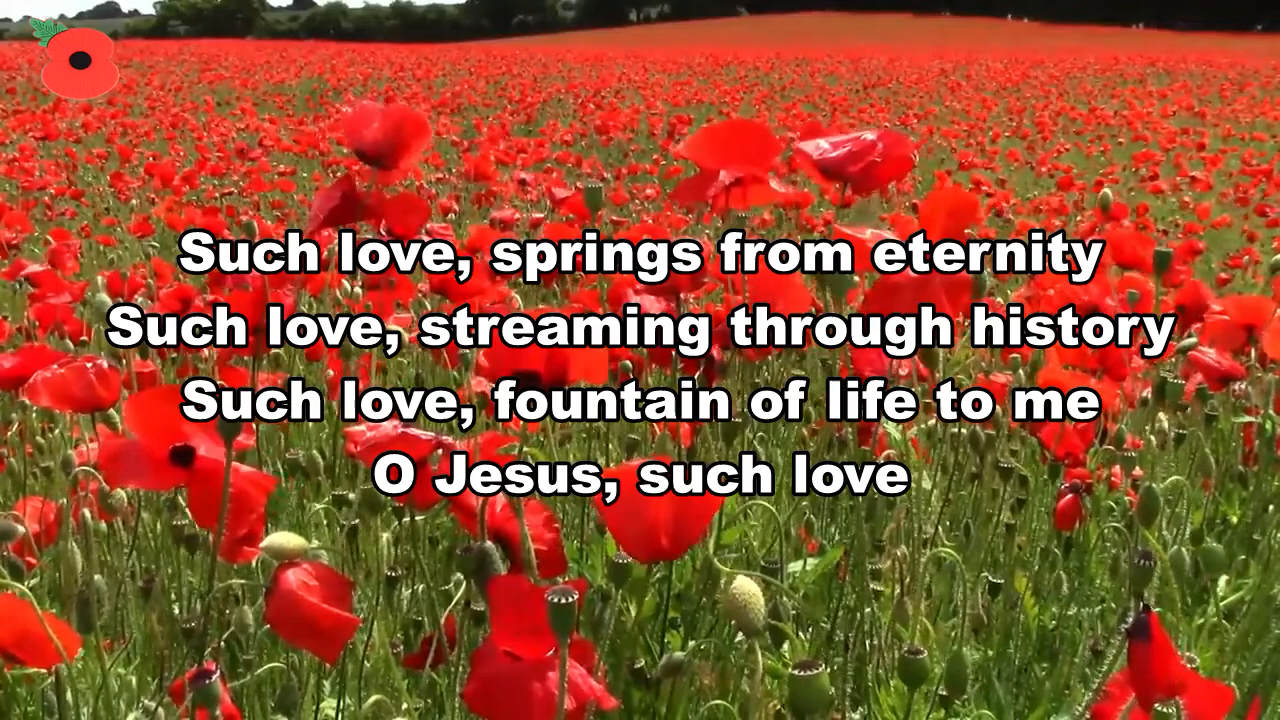 Such love, springs from eternity
Such love, streaming through history
Such love, fountain of life to me
O Jesus, such love